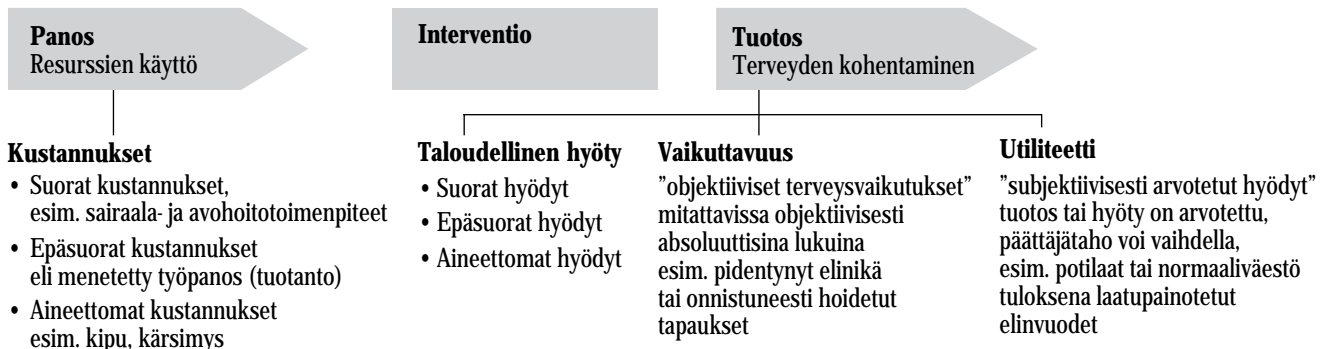 Panos
Resurssien käyttö
Interventio
Tuotos
Terveyden kohentaminen
Kustannukset
• Suorat kustannukset,
esim. sairaala- ja avohoitotoimenpiteet
• Epäsuorat kustannukset
eli menetetty työpanos (tuotanto)
• Aineettomat kustannukset
esim. kipu, kärsimys
Taloudellinen hyöty
• Suorat hyödyt
• Epäsuorat hyödyt
• Aineettomat hyödyt
Vaikuttavuus
”objektiiviset terveysvaikutukset”
mitattavissa objektiivisesti
absoluuttisina lukuina
esim. pidentynyt elinikä
tai onnistuneesti hoidetut
tapaukset
Utiliteetti
”subjektiivisesti arvotetut hyödyt”
tuotos tai hyöty on arvotettu,
päättäjätaho voi vaihdella,
esim. potilaat tai normaaliväestö
tuloksena laatupainotetut
elinvuodet